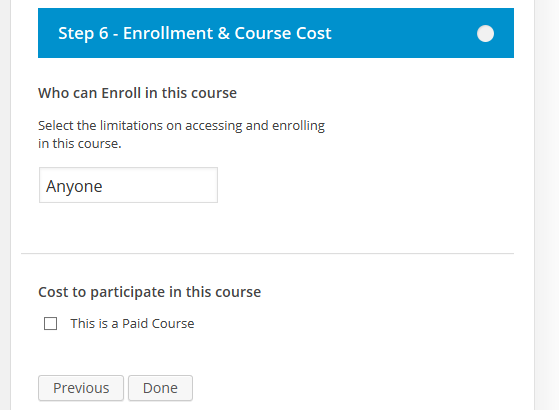 Step 6 - Enrollment & Course Cost
Who can Enroll in this course
Select the limitations on accessing and enrolling
in this course.
Anyone
Cost to participate in this course
This is a Paid Course
Previous Done